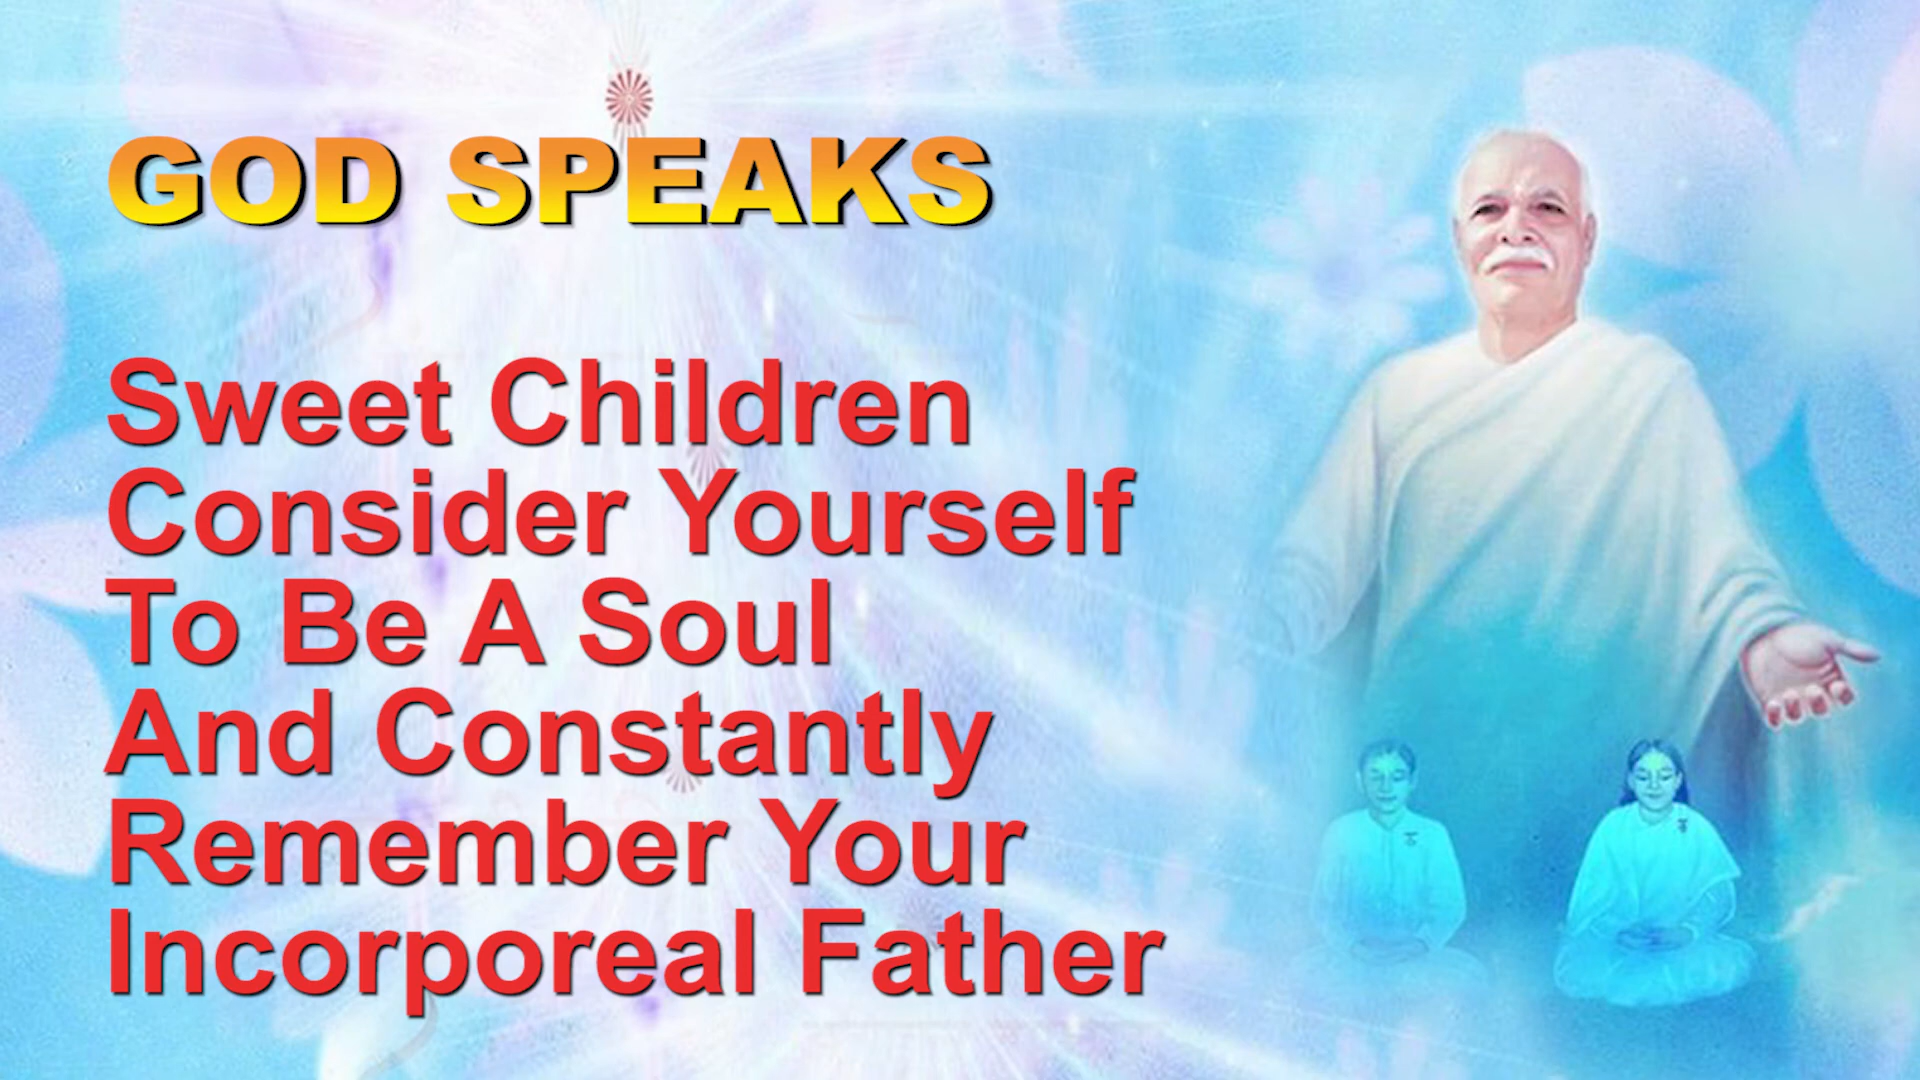 GOD SPEAKS
Sweet Children
Consider Yourself
To Be A Soul
And Constantly
Remember Your
Incorporeal Father